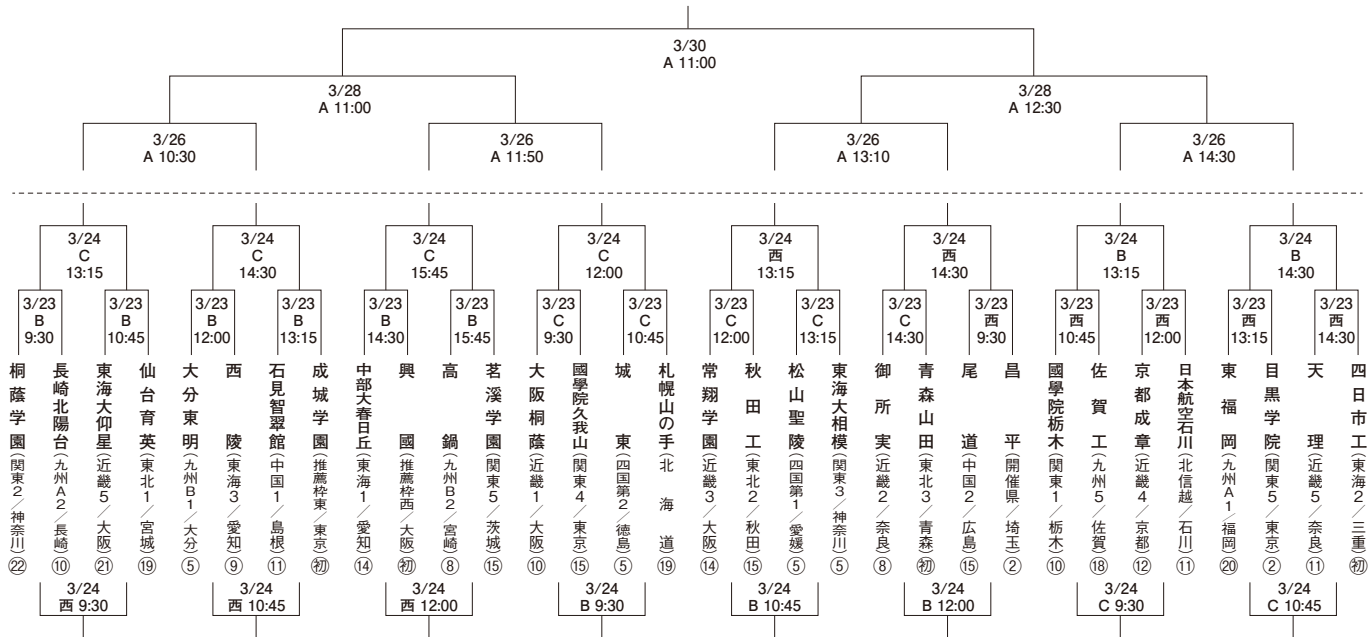 3/30
A 11:00
3/28
A 11:00
3/28
A 12:30
3/26
A 10:30
3/26
A 11:50
3/26
A 13:10
3/26
A 14:30
3/24
C
13:15
3/24
C
14:30
3/24
C
15:45
3/24
C
12:00
3/24
西
13:15
3/24
西
14:30
3/24
B
13:15
3/24
B
14:30
3/23
B
9:30
3/23
B
10:45
3/23
B
12:00
3/23
B
13:15
3/23
B
14:30
3/23
B
15:45
3/23
C
9:30
3/23
C
10:45
3/23
C
12:00
3/23
C
13:15
3/23
C
14:30
3/23
西
9:30
3/23
西
10:45
3/23
西
12:00
3/23
西
13:15
3/23
西
14:30
桐蔭学園(関東2/神奈川)㉒
長崎北陽台(九州A2/長崎)⑩
東海大仰星(近畿5/大阪)㉑
仙台育英(東北1/宮城)⑲
大分東明(九州B1/大分)⑤
西陵(東海3/愛知)⑨
石見智翠館(中国1/島根)⑪
成城学園(推薦枠東/東京)初
中部大春日丘(東海1/愛知)⑭
興國(推薦枠西/大阪)初
高鍋(九州B2/宮崎)⑧
茗溪学園(関東5/茨城)⑮
大阪桐蔭(近畿1/大阪)⑩
國學院久我山(関東4/東京)⑮
城東(四国第2/徳島)⑤
札幌山の手(北海道)⑲
常翔学園(近畿3/大阪)⑭
秋田工(東北2/秋田)⑮
松山聖陵(四国第1/愛媛)⑤
東海大相模(関東3/神奈川)⑤
御所実(近畿2/奈良)⑧
青森山田(東北3/青森)初
尾道(中国2/広島)⑮
昌平(開催県/埼玉)②
國學院栃木(関東1/栃木)⑩
佐賀工(九州5/佐賀)⑱
京都成章(近畿4/京都)⑫
日本航空石川(北信越/石川)⑪
東福岡(九州A1/福岡)⑳
目黒学院(関東5/東京)②
天理(近畿5/奈良)⑪
四日市工(東海2/三重)初
3/24
西 9:30
3/24
西 10:45
3/24
西 12:00
3/24
B 9:30
3/24
B 10:45
3/24
B 12:00
3/24
C 9:30
3/24
C 10:45